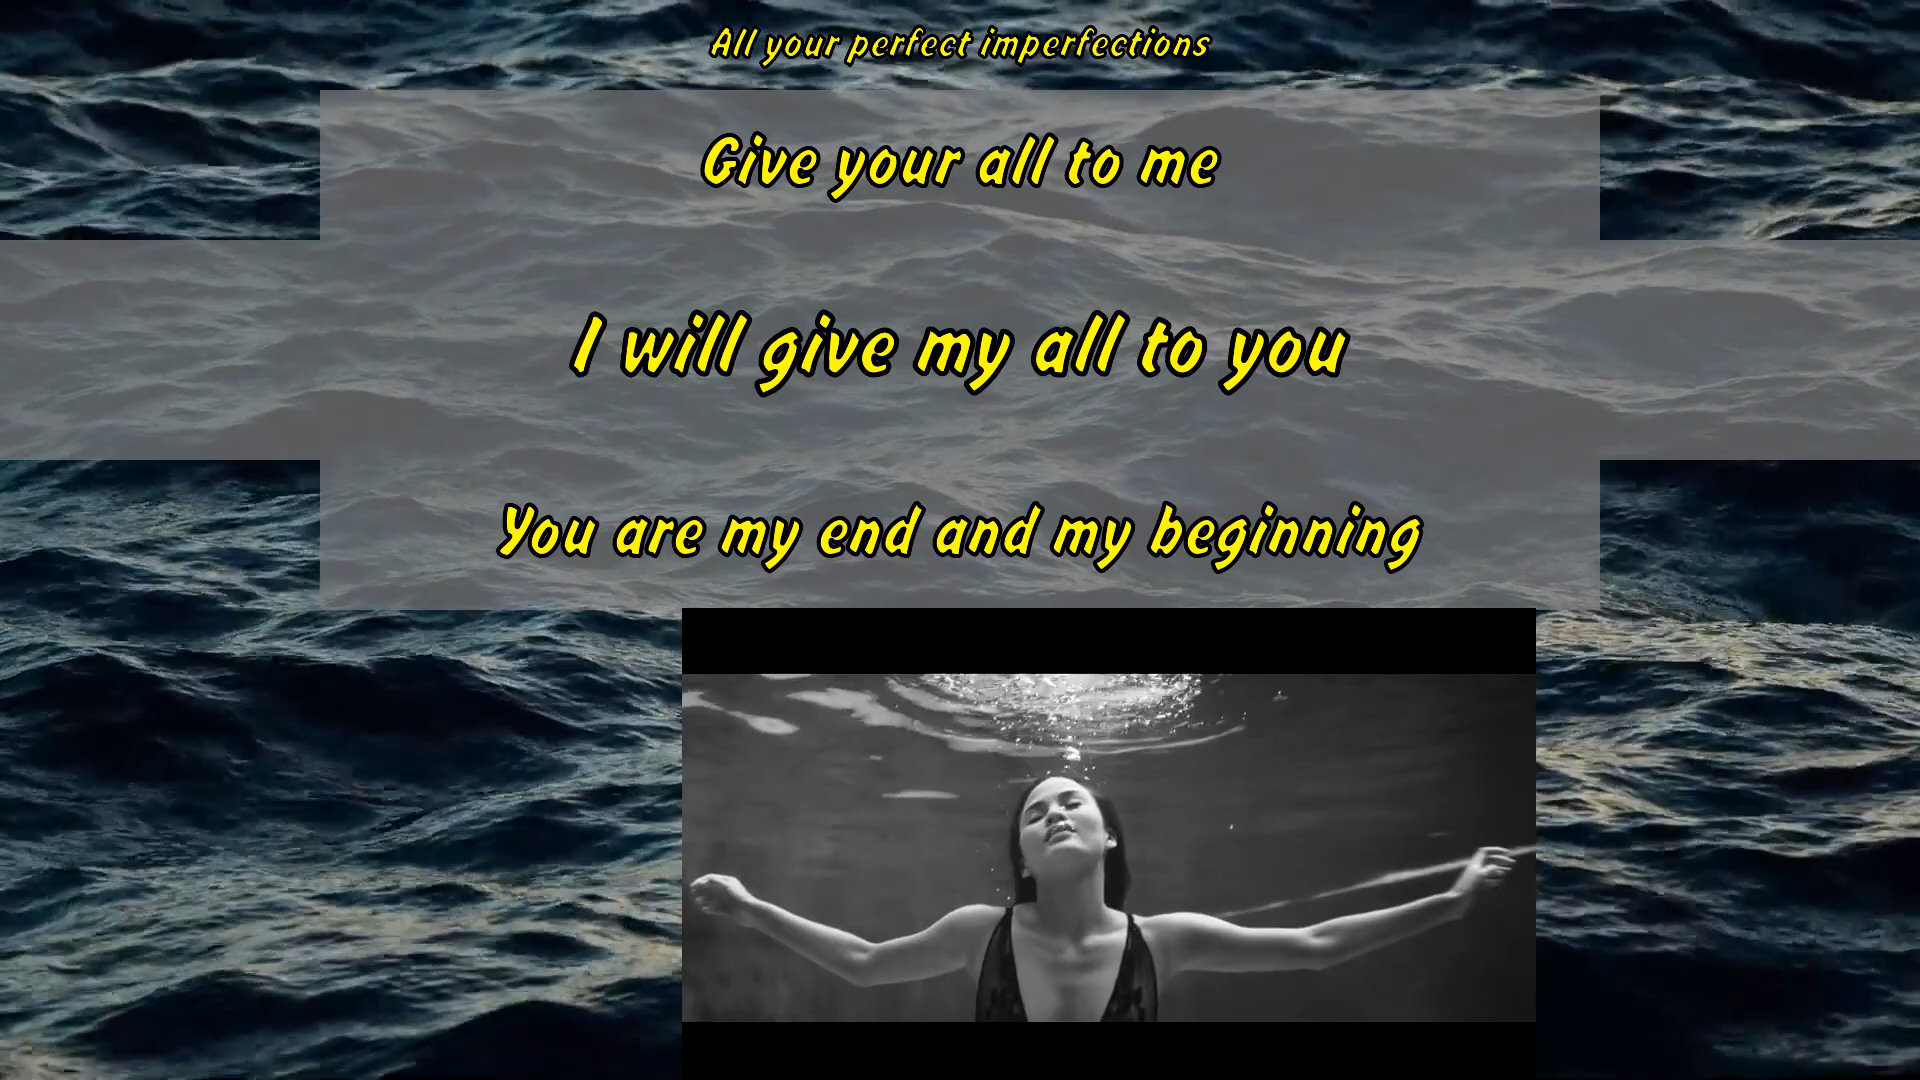 All your perfect imperfections
Give your all to me
I will give my all to you
You are my end and my beginning